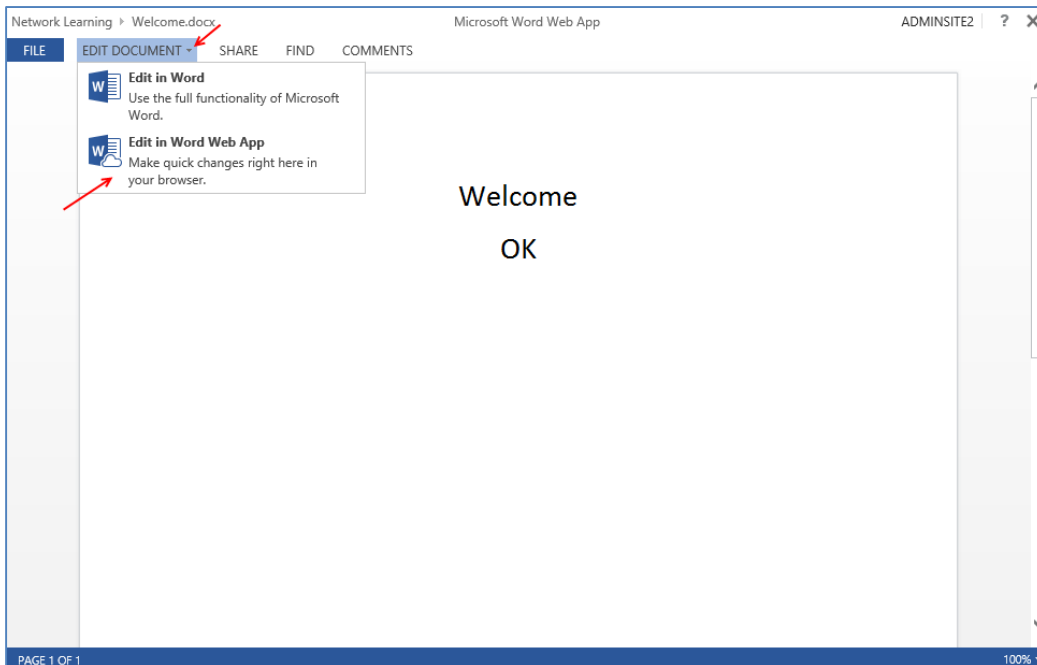 Network Learning ▸ Welcome.docx Microsoft Word Web App ADMINSITE2 ? X
FILE EDIT DOCUMENT SHARE FIND COMMENTS
Edit in Word
Use the full functionality of Microsoft
Word.
Edit in Word Web App
Make quick changes right here in
your browser.
Welcome
OK
PAGE 1 OF 1 100%